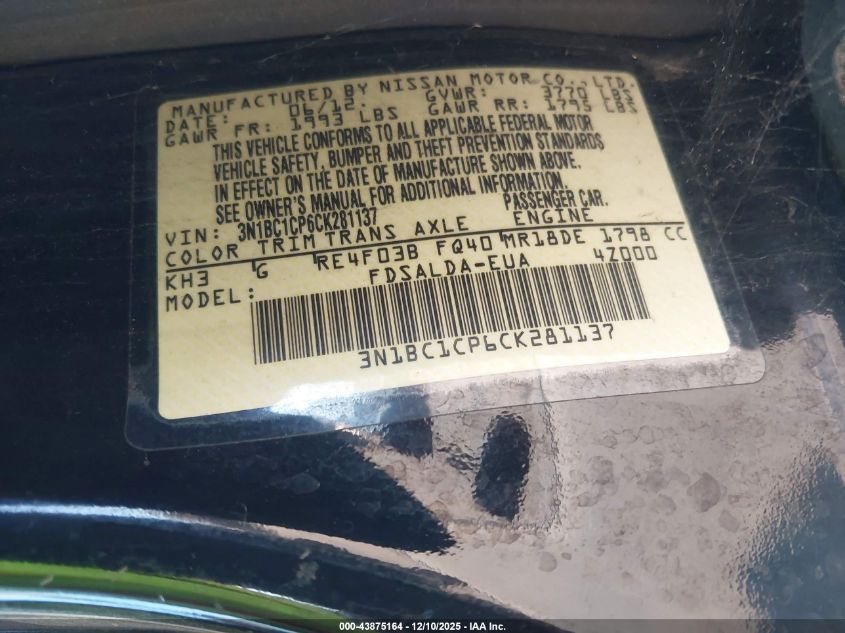 MANUFACTURED BY NISSAN MOTOR CO., LTD.
DATE: 06/12. GVWR: 3770 LBS
GAWR FR: 1993 LBS GAWR RR: 1795 LBS
THIS VEHICLE CONFORMS TO ALL APPLICABLE FEDERAL MOTOR
VEHICLE SAFETY, BUMPER AND THEFT PREVENTION STANDARDS
IN EFFECT ON THE DATE OF MANUFACTURE SHOWN ABOVE.
SEE OWNER'S MANUAL FOR ADDITIONAL INFORMATION.
VIN: 3N1BC1CP6CK281137 PASSENGER CAR.
COLOR TRIM TRANS AXLE ENGINE
KH3 G RE4F03B FQ40 MR18DE 1798 CC
MODEL: FDSALDA-EUA 4Z000
3N1BC1CP6CK281137
000-43875164 - 12/10/2025 - IAA Inc.